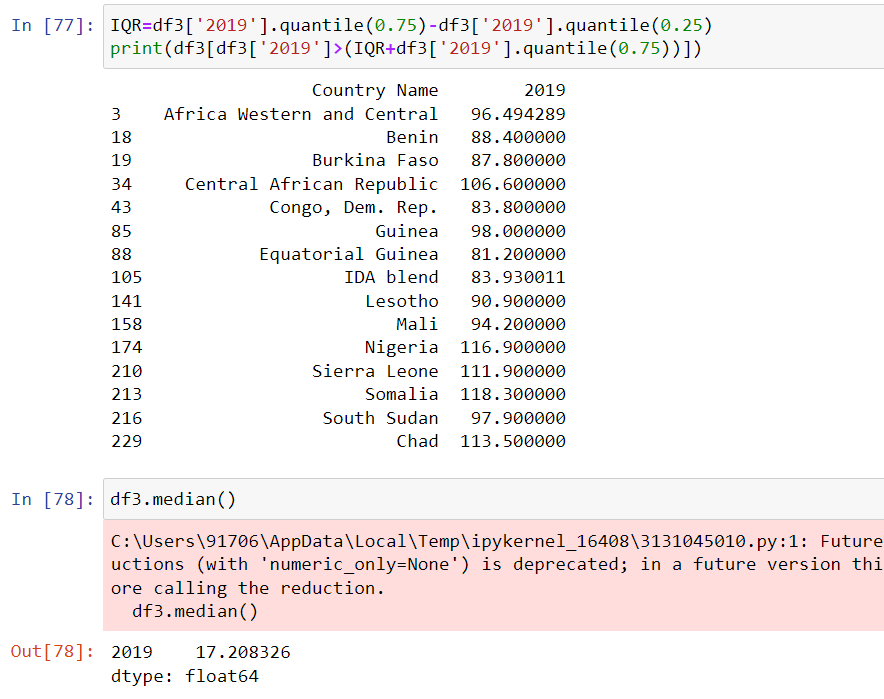 In [77]: IQR=df3['2019'].quantile(0.75)-df3['2019'].quantile(0.25)
print(df3[df3['2019']>(IQR+df3['2019'].quantile(0.75))])
Country Name 2019
3 Africa Western and Central 96.494289
18 Benin 88.400000
19 Burkina Faso 87.800000
34 Central African Republic 106.600000
43 Congo, Dem. Rep. 83.800000
85 Guinea 98.000000
88 Equatorial Guinea 81.200000
105 IDA blend 83.930011
141 Lesotho 90.900000
158 Mali 94.200000
174 Nigeria 116.900000
210 Sierra Leone 111.900000
213 Somalia 118.300000
216 South Sudan 97.900000
229 Chad 113.500000
In [78]: df3.median()
C:\Users\91706\AppData\Local\Temp\ipykernel_16408\3131045010.py:1: Future
uctions (with 'numeric_only=None') is deprecated; in a future version thi
ore calling the reduction.
df3.median()
Out[78]: 2019 17.208326
dtype: float64